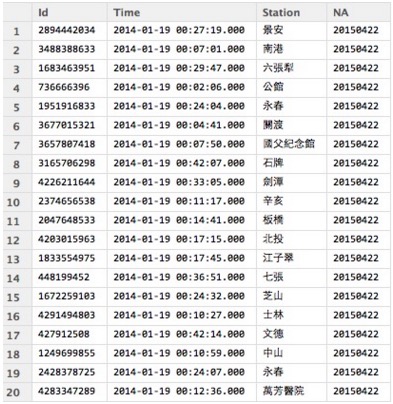 Id Time Station NA
1 2894442034 2014-01-19 00:27:19.000 景安 20150422
2 3488388633 2014-01-19 00:07:01.000 南港 20150422
3 1683463951 2014-01-19 00:29:47.000 六張犁 20150422
4 736666396 2014-01-19 00:02:06.000 公館 20150422
5 1951916833 2014-01-19 00:24:04.000 永春 20150422
6 3677015321 2014-01-19 00:04:41.000 關渡 20150422
7 3657807418 2014-01-19 00:07:50.000 國父紀念館 20150422
8 3165706298 2014-01-19 00:42:07.000 石牌 20150422
9 4226211644 2014-01-19 00:33:05.000 劍潭 20150422
10 2374656538 2014-01-19 00:11:17.000 辛亥 20150422
11 2047648533 2014-01-19 00:14:41.000 板橋 20150422
12 4203015963 2014-01-19 00:17:15.000 北投 20150422
13 1833554975 2014-01-19 00:17:45.000 江子翠 20150422
14 448199452 2014-01-19 00:36:51.000 七張 20150422
15 1672259103 2014-01-19 00:24:32.000 芝山 20150422
16 4291494803 2014-01-19 00:10:27.000 士林 20150422
17 427912508 2014-01-19 00:42:14.000 文德 20150422
18 1249699855 2014-01-19 00:10:59.000 中山 20150422
19 2428378725 2014-01-19 00:24:07.000 永春 20150422
20 4283347289 2014-01-19 00:12:36.000 萬芳醫院 20150422